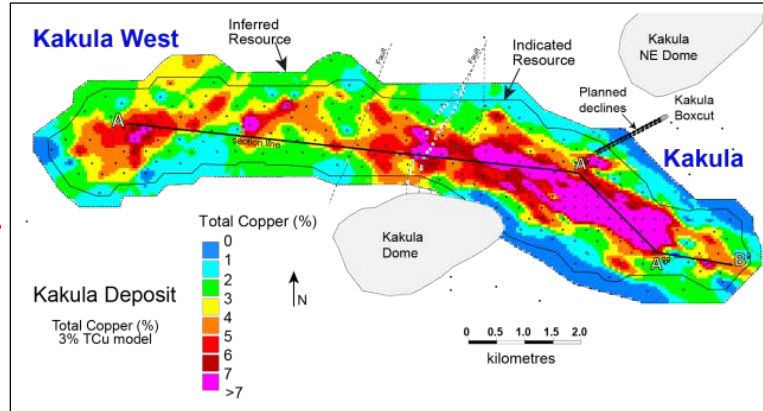 Kakula West
Inferred
Resource
Fault
Fault
Indicated
Resource
Kakula
NE Dome
Planned
declines
Kakula
Boxcut
Kakula
A
section line
A'
A"
B'
Kakula
Dome
Total Copper (%)
0
1
2
3
4
5
6
7
>7
Kakula Deposit
Total Copper (%)
3% TCu model
N
0 0.5 1.0 1.5 2.0
kilometres